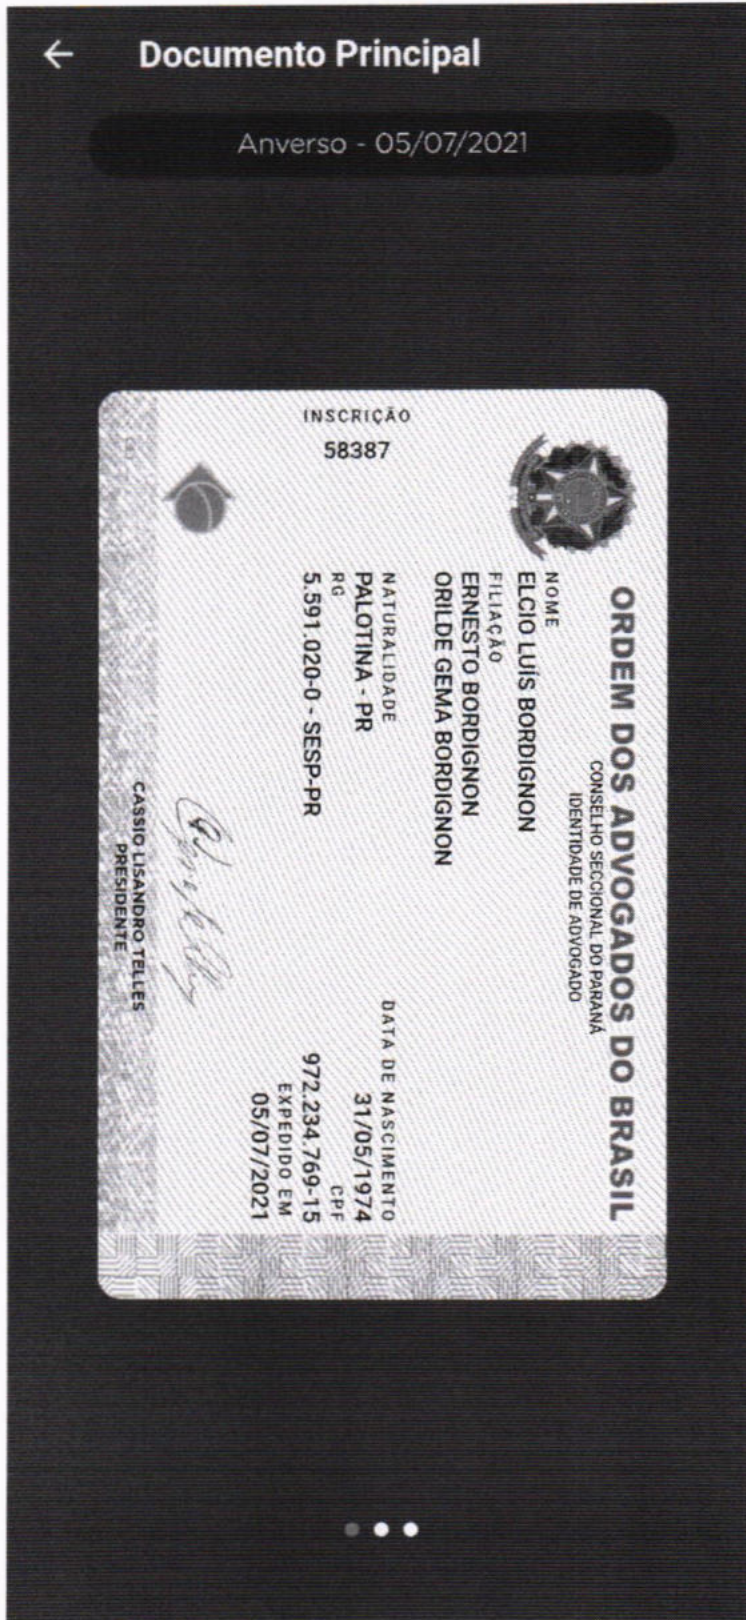 Documento Principal
Anverso - 05/07/2021
ORDEM DOS ADVOGADOS DO BRASIL
CONSELHO SECCIONAL DO PARANÁ
IDENTIDADE DE ADVOGADO
INSCRIÇÃO
58387
NOME
ELCIO LUÍS BORDIGNON
FILIAÇÃO
ERNESTO BORDIGNON
ORILDE GEMA BORDIGNON
NATURALIDADE
PALOTINA - PR
RG
5.591.020-0 - SESP-PR
DATA DE NASCIMENTO
31/05/1974
CPF
972.234.769-15
EXPEDIDO EM
05/07/2021
CASSIO LISANDRO TELLES
PRESIDENTE